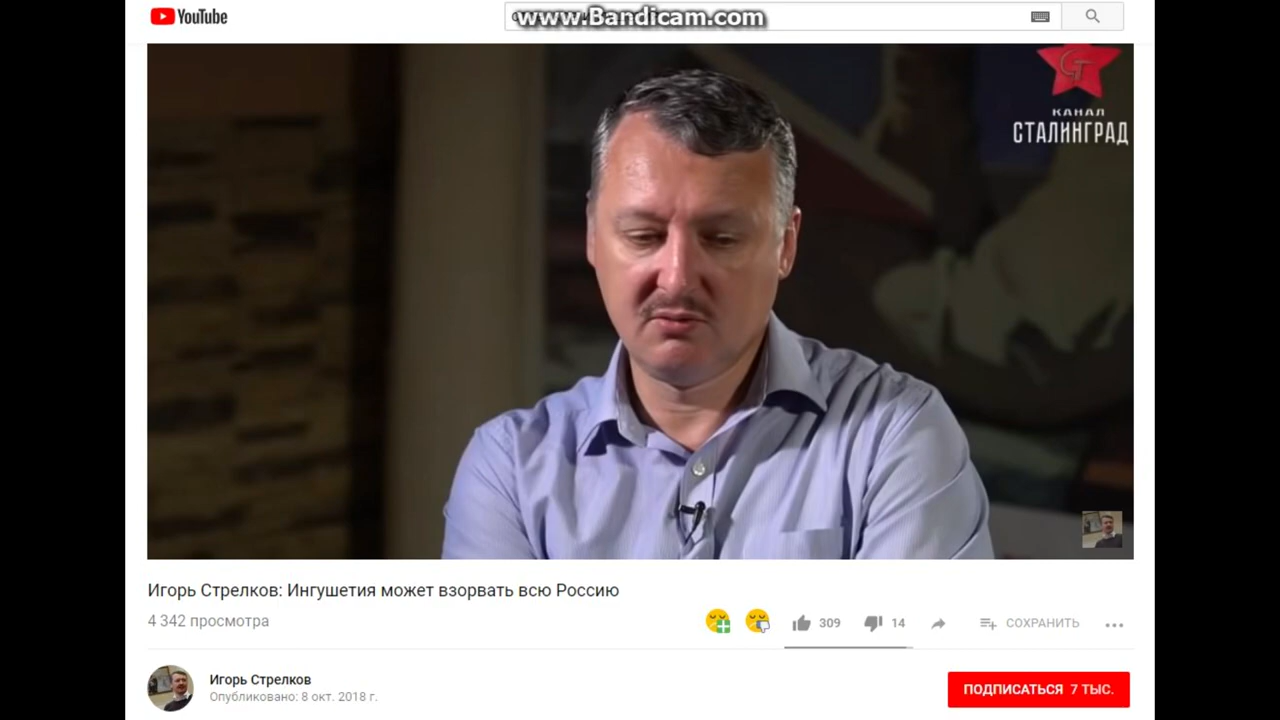 YouTube
www.Bandicam.com
КАНАЛ
СТАЛИНГРАД
Игорь Стрелков: Ингушетия может взорвать всю Россию
4 342 просмотра
309
14
СОХРАНИТЬ
Игорь Стрелков
Опубликовано: 8 окт. 2018 г.
ПОДПИСАТЬСЯ 7 ТЫС.